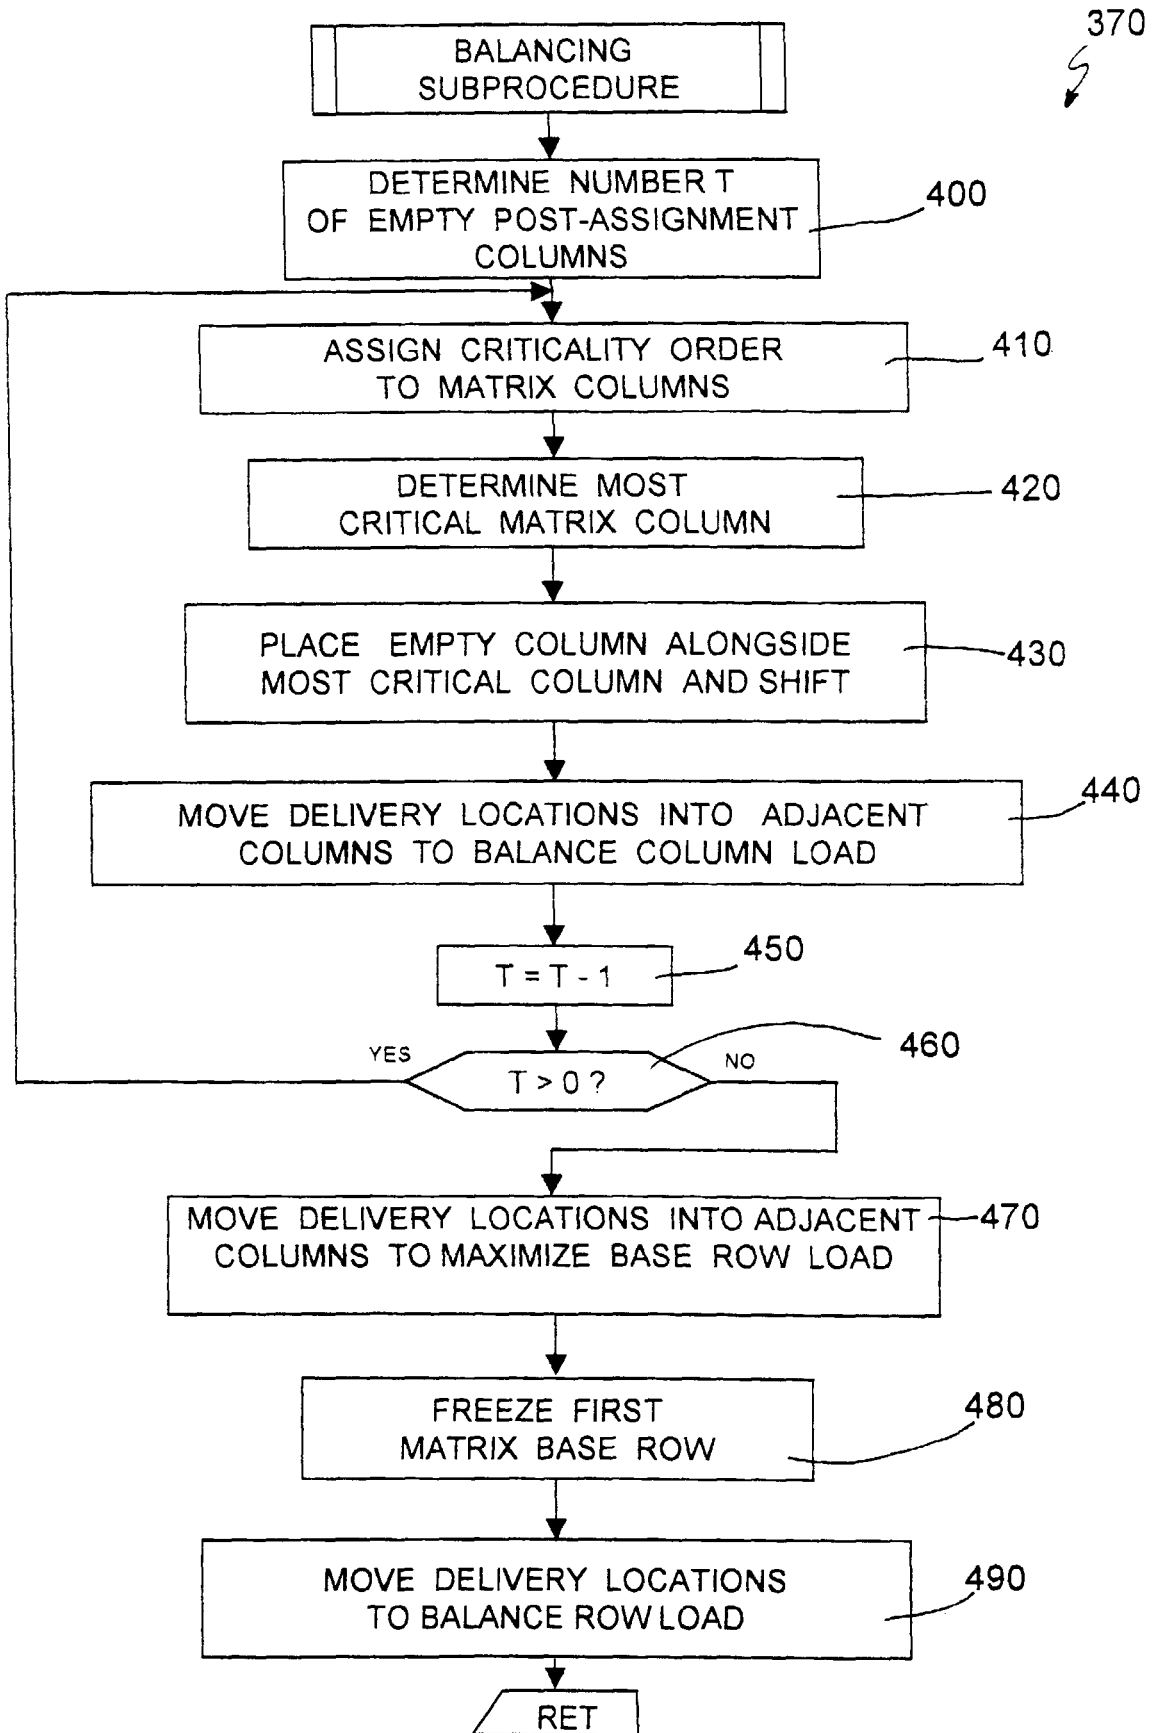 370
BALANCING
SUBPROCEDURE
DETERMINE NUMBER T
OF EMPTY POST-ASSIGNMENT
COLUMNS
400
ASSIGN CRITICALITY ORDER
TO MATRIX COLUMNS
410
DETERMINE MOST
CRITICAL MATRIX COLUMN
420
PLACE EMPTY COLUMN ALONGSIDE
MOST CRITICAL COLUMN AND SHIFT
430
MOVE DELIVERY LOCATIONS INTO ADJACENT
COLUMNS TO BALANCE COLUMN LOAD
440
T = T - 1
450
YES
T > 0 ?
NO
460
MOVE DELIVERY LOCATIONS INTO ADJACENT
COLUMNS TO MAXIMIZE BASE ROW LOAD
470
FREEZE FIRST
MATRIX BASE ROW
480
MOVE DELIVERY LOCATIONS
TO BALANCE ROW LOAD
490
RET